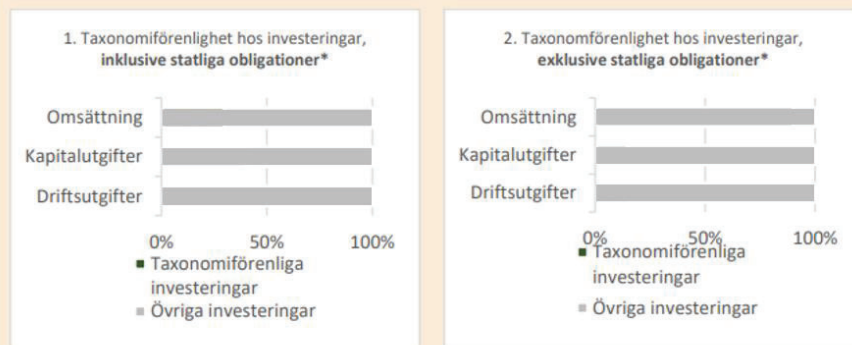 1. Taxonomiförenlighet hos investeringar,
inklusive statliga obligationer*
Omsättning
Kapitalutgifter
Driftsutgifter
0% 50% 100%
Taxonomiförenliga
investeringar
Övriga investeringar
2. Taxonomförenlighet hos investeringar,
exklusive statliga obligationer*
Omsättning
Kapitalutgifter
Driftsutgifter
0% 50% 100%
Taxonomiförenliga
investeringar
Övriga investeringar